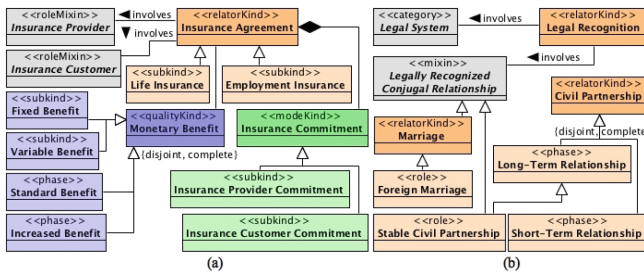 <<roleMixin>>
Insurance Provider
involves
<<relatorKind>>
Insurance Agreement
involves
<<roleMixin>>
Insurance Customer
<<subkind>>
Life Insurance
<<subkind>>
Employment Insurance
<<subkind>>
Fixed Benefit
<<qualityKind>>
Monetary Benefit
<<modeKind>>
Insurance Commitment
<<subkind>>
Variable Benefit
{disjoint, complete}
<<phase>>
Standard Benefit
<<subkind>>
Insurance Provider Commitment
<<phase>>
Increased Benefit
<<subkind>>
Insurance Customer Commitment
(a)
<<category>>
Legal System
involves
<<relatorKind>>
Legal Recognition
involves
<<mixin>>
Legally Recognized
Conjugal Relationship
<<relatorKind>>
Civil Partnership
<<relatorKind>>
Marriage
{disjoint, complete}
<<phase>>
Long-Term Relationship
<<role>>
Foreign Marriage
<<role>>
Stable Civil Partnership
<<phase>>
Short-Term Relationship
(b)